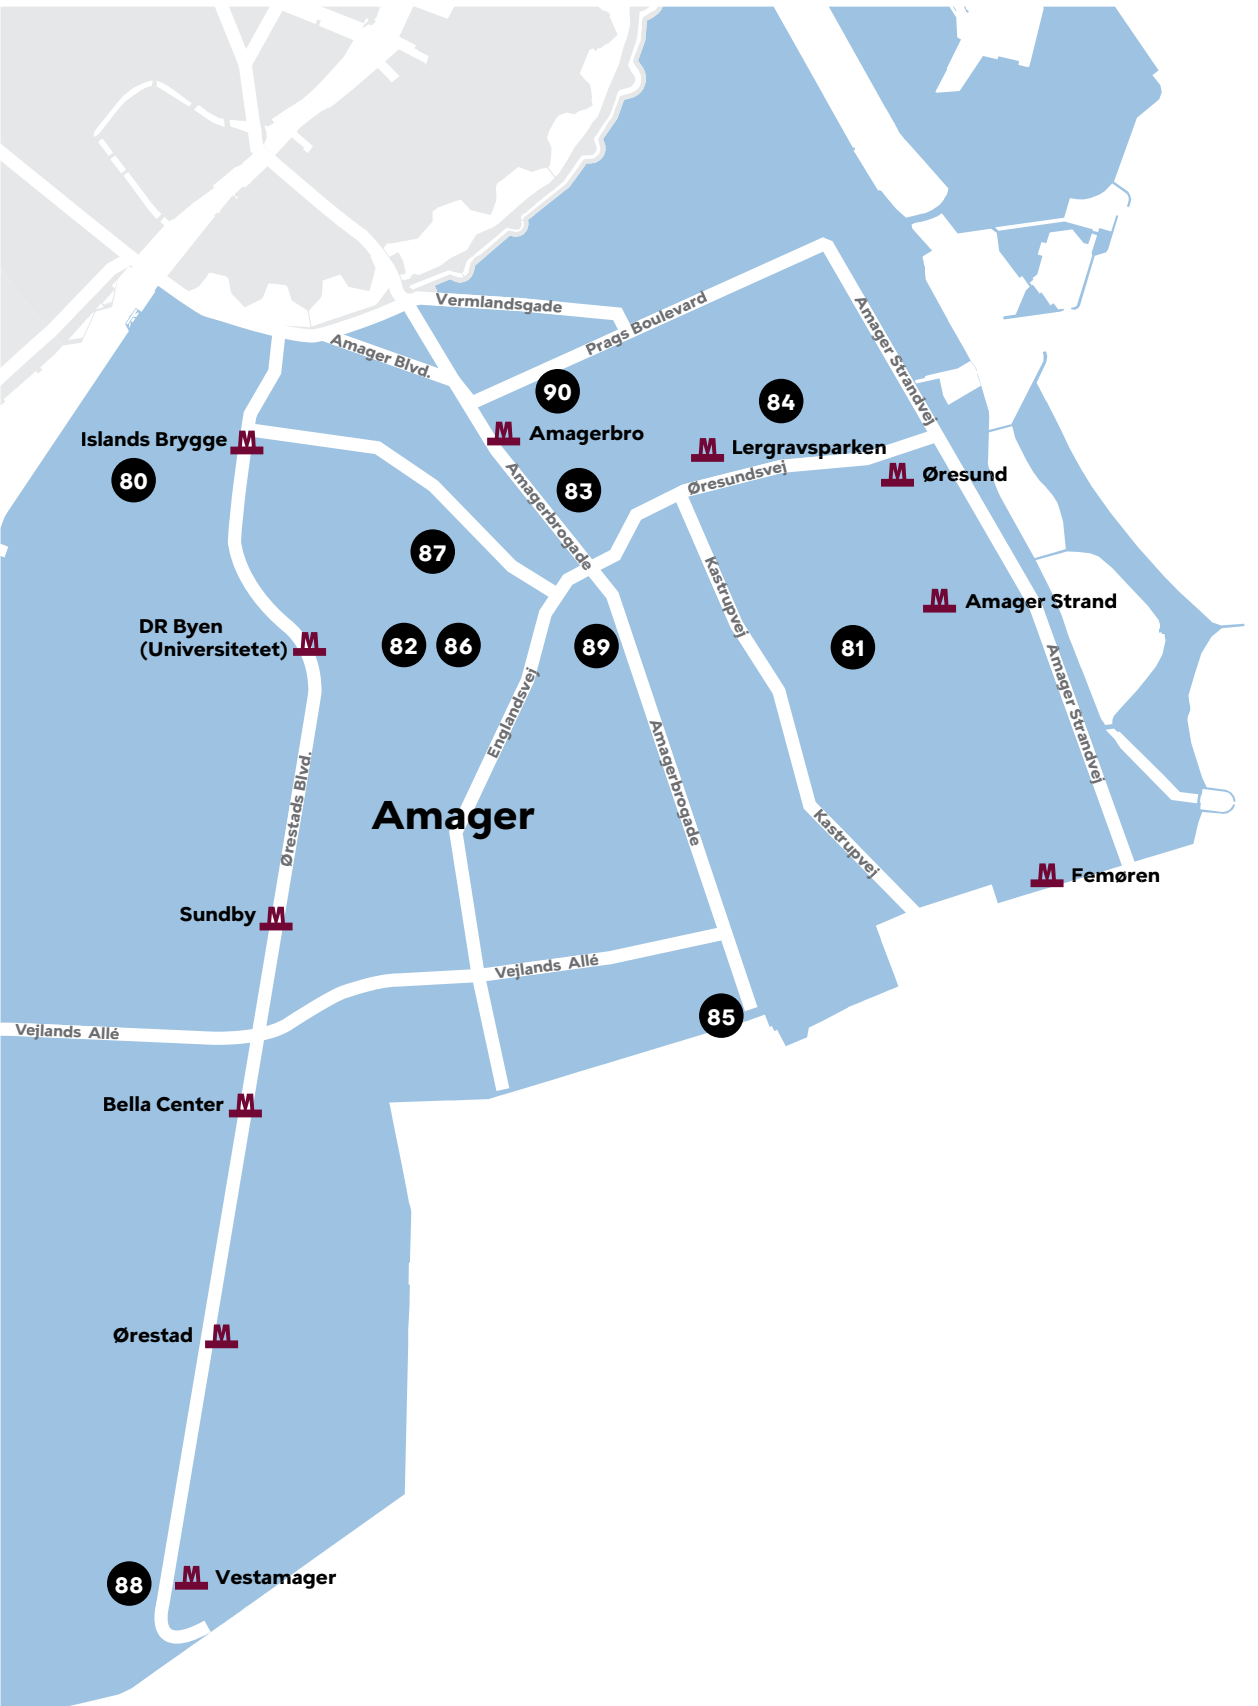 Vermlandsgade
Prags Boulevard
Amager Strandvej
Amager Blvd.
90
84
Islands Brygge
M
M
Amagerbro
M
Lergravsparken
80
83
Amagerbrogade
Øresundsvej
M
Øresund
87
Kastrupvej
M
Amager Strand
DR Byen
(Universitetet)
M
82
86
89
81
Englandsvej
Amagerbrogade
Amager Strandvej
Ørestads Blvd.
Amager
Kastrupvej
M
Femøren
Sundby
M
Vejlands Allé
85
Vejlands Allé
Bella Center
M
Ørestad
M
88
M
Vestamager